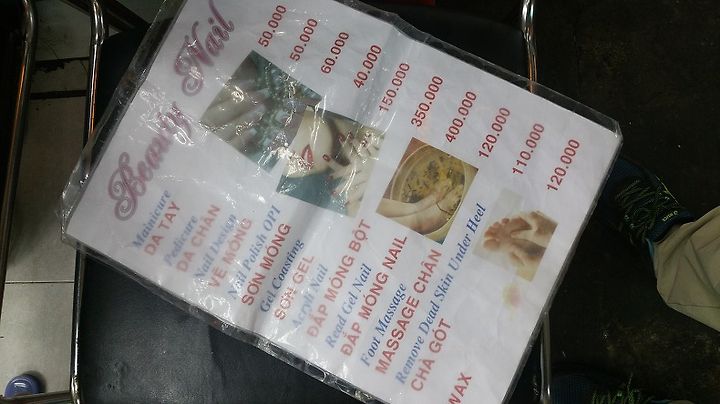 Beauty Nail
Mainicure
DA TAY 50.000
Pedicure
DA CHÂN 50.000
Nail Design
VẼ MÓNG 60.000
Nail Polish OPI
SƠN MÓNG 40.000
Gel Coasting
SƠN GEL 150.000
Acryh Nail
ĐẮP MÓNG BỘT 350.000
Read Gel Nail
ĐẮP MÓNG NAIL 400.000
Foot Massage
MASSAGE CHÂN 120.000
Remove Dead Skin Under Heel
CHÀ GÓT 110.000
WAX 120.000